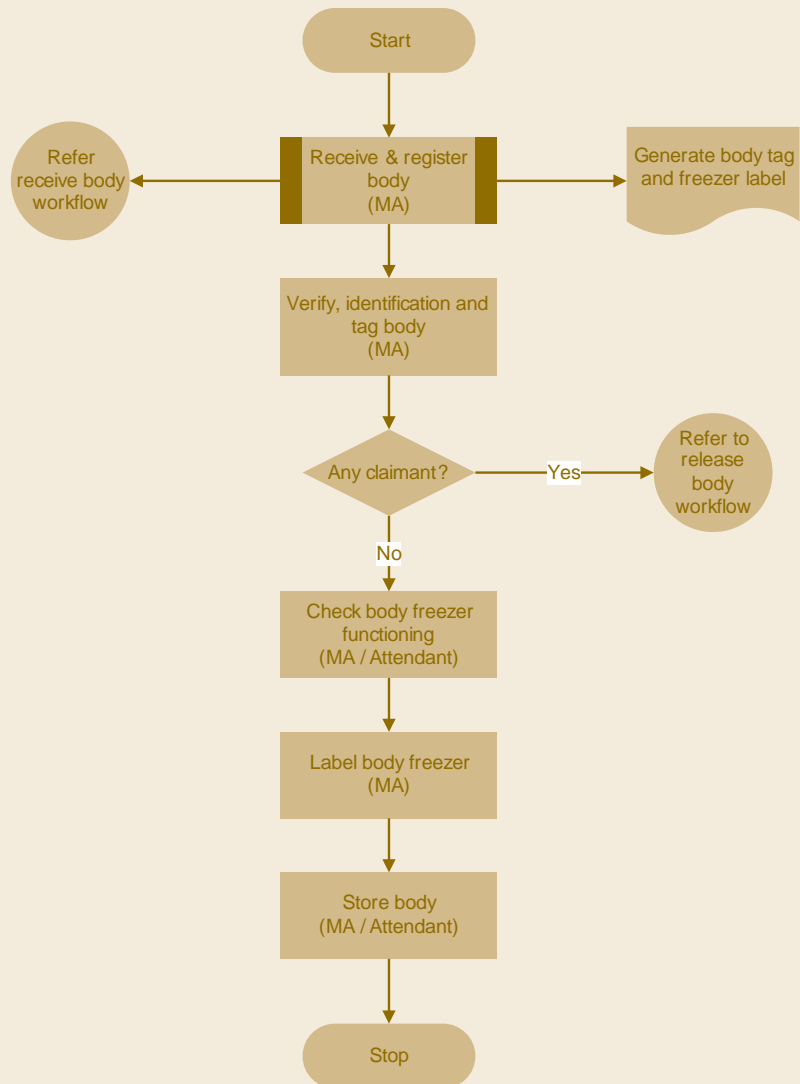 Start
Refer
receive body
workflow
Receive & register
body
(MA)
Generate body tag
and freezer label
Verify, identification and
tag body
(MA)
Any claimant?
Yes
Refer to
release
body
workflow
No
Check body freezer
functioning
(MA / Attendant)
Label body freezer
(MA)
Store body
(MA / Attendant)
Stop